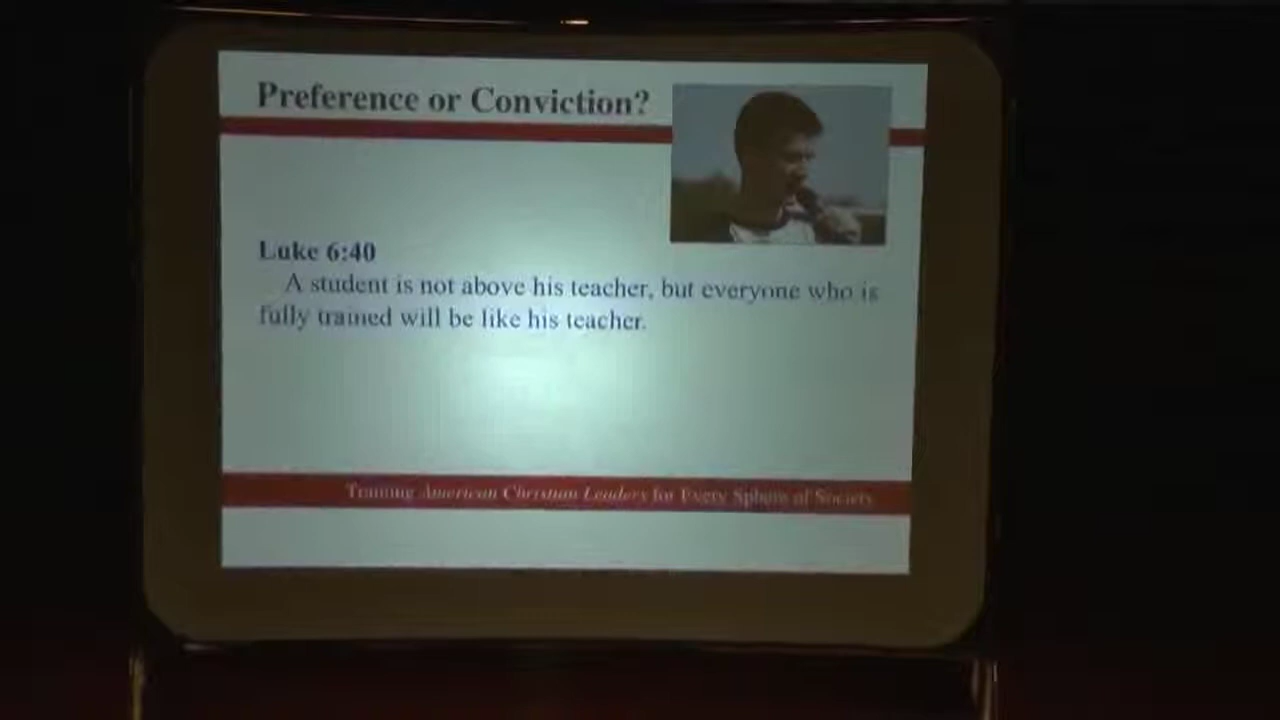 Preference or Conviction?
Luke 6:40
A student is not above his teacher, but everyone who is
fully trained will be like his teacher.
Training American Christian Leaders for Every Sphere of Society